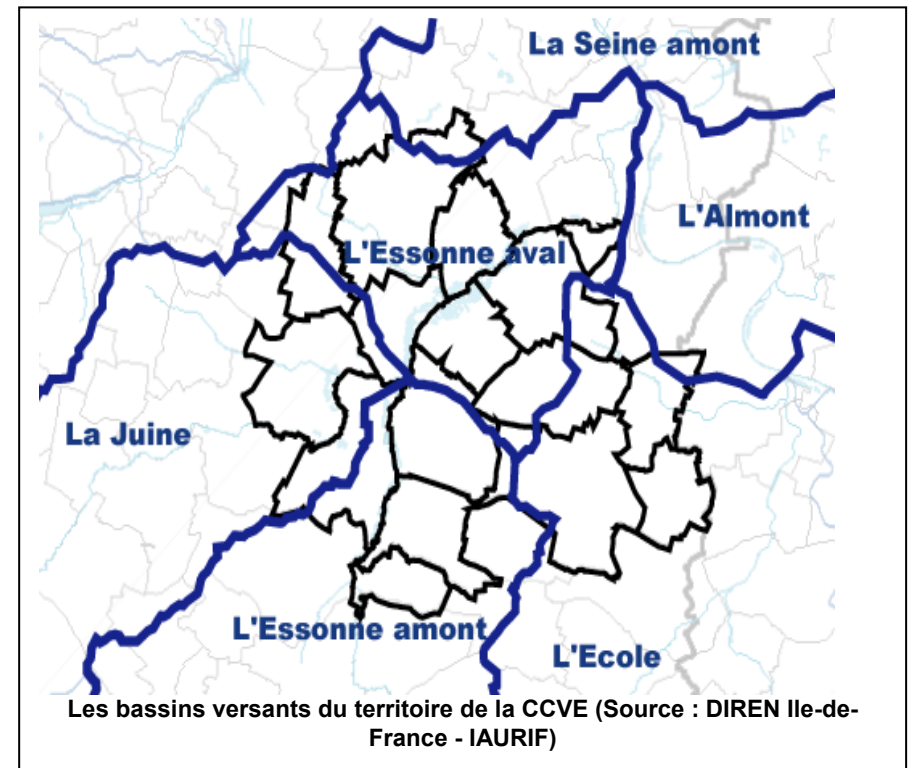 La Seine amont
L'Almont
L'Essonne aval
La Juine
L'Essonne amont
L'Ecole
Les bassins versants du territoire de la CCVE (Source : DIREN Ile-de-
France - IAURIF)